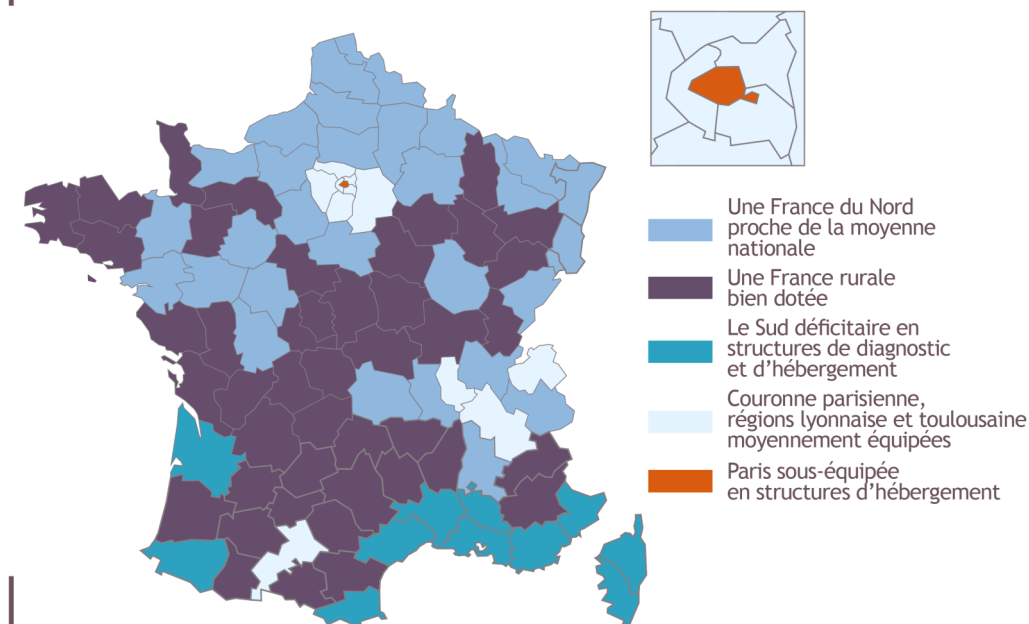 Une France du Nord
proche de la moyenne
nationale
Une France rurale
bien dotée
Le Sud déficitaire en
structures de diagnostic
et d’hébergement
Couronne parisienne,
régions lyonnaise et toulousaine
moyennement équipées
Paris sous-équipée
en structures d’hébergement